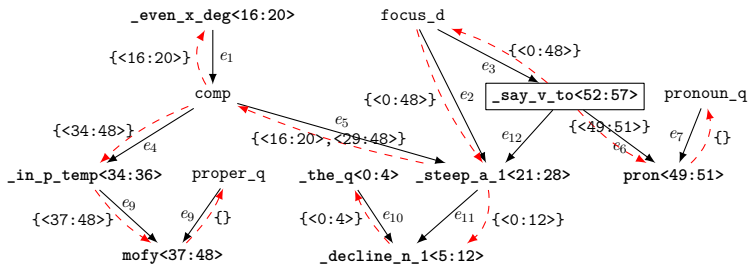 _even_x_deg<16:20> focus_d
{<16:20>} e1 {<0:48>}
e3
comp {<0:48>} e2 _say_v_to<52:57> pronoun_q
{<34:48>} e5 {<49:51>}
e4 {<16:20>,<29:48>} e12 e6 e7 {}
_in_p_temp<34:36> proper_q _the_q<0:4> _steep_a_1<21:28> pron<49:51>
e9 e9 e10 e11
{<37:48>} {} {<0:4>} {<0:12>}
mofy<37:48> _decline_n_1<5:12>